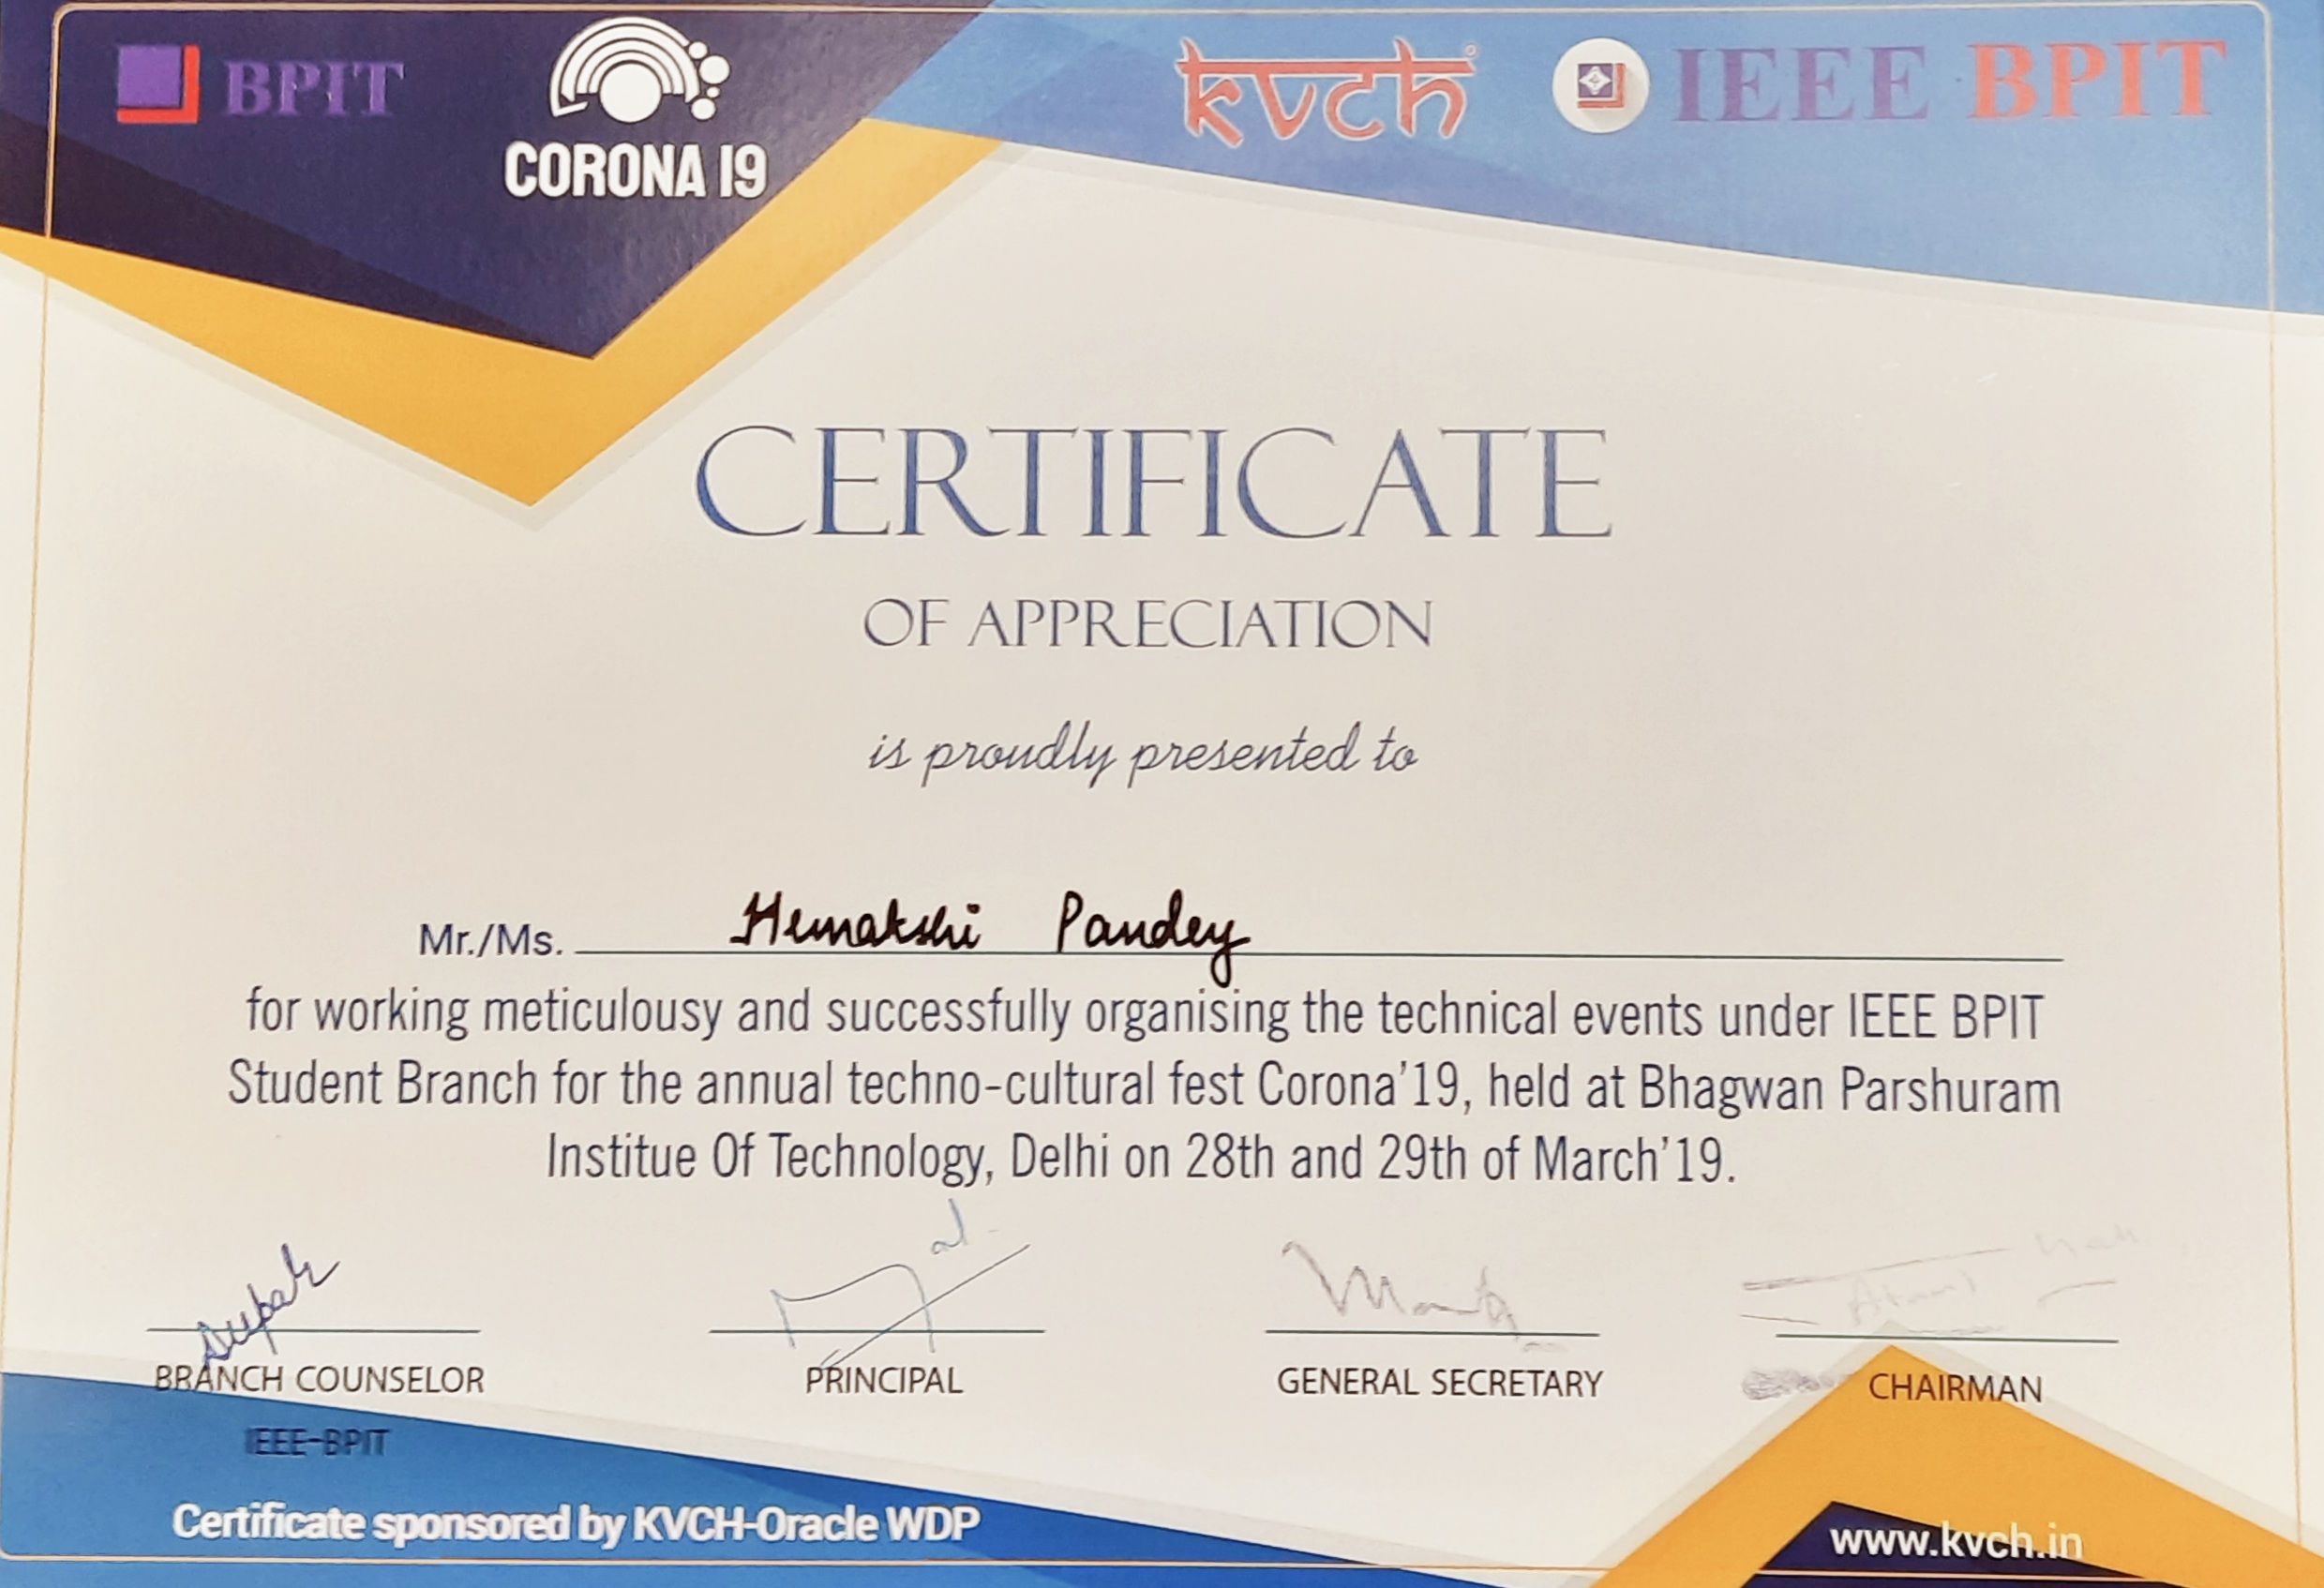 BPIT
CORONA 19
kvch
IEEE BPIT
CERTIFICATE
OF APPRECIATION
is proudly presented to
Mr./Ms. Hemakshi Pandey
for working meticulousy and successfully organising the technical events under IEEE BPIT
Student Branch for the annual techno-cultural fest Corona'19, held at Bhagwan Parshuram
Institue Of Technology, Delhi on 28th and 29th of March'19.
Deepak
BRANCH COUNSELOR
IEEE-BPIT
PRINCIPAL
GENERAL SECRETARY
CHAIRMAN
Certificate sponsored by KVCH-Oracle WDP
www.kvch.in